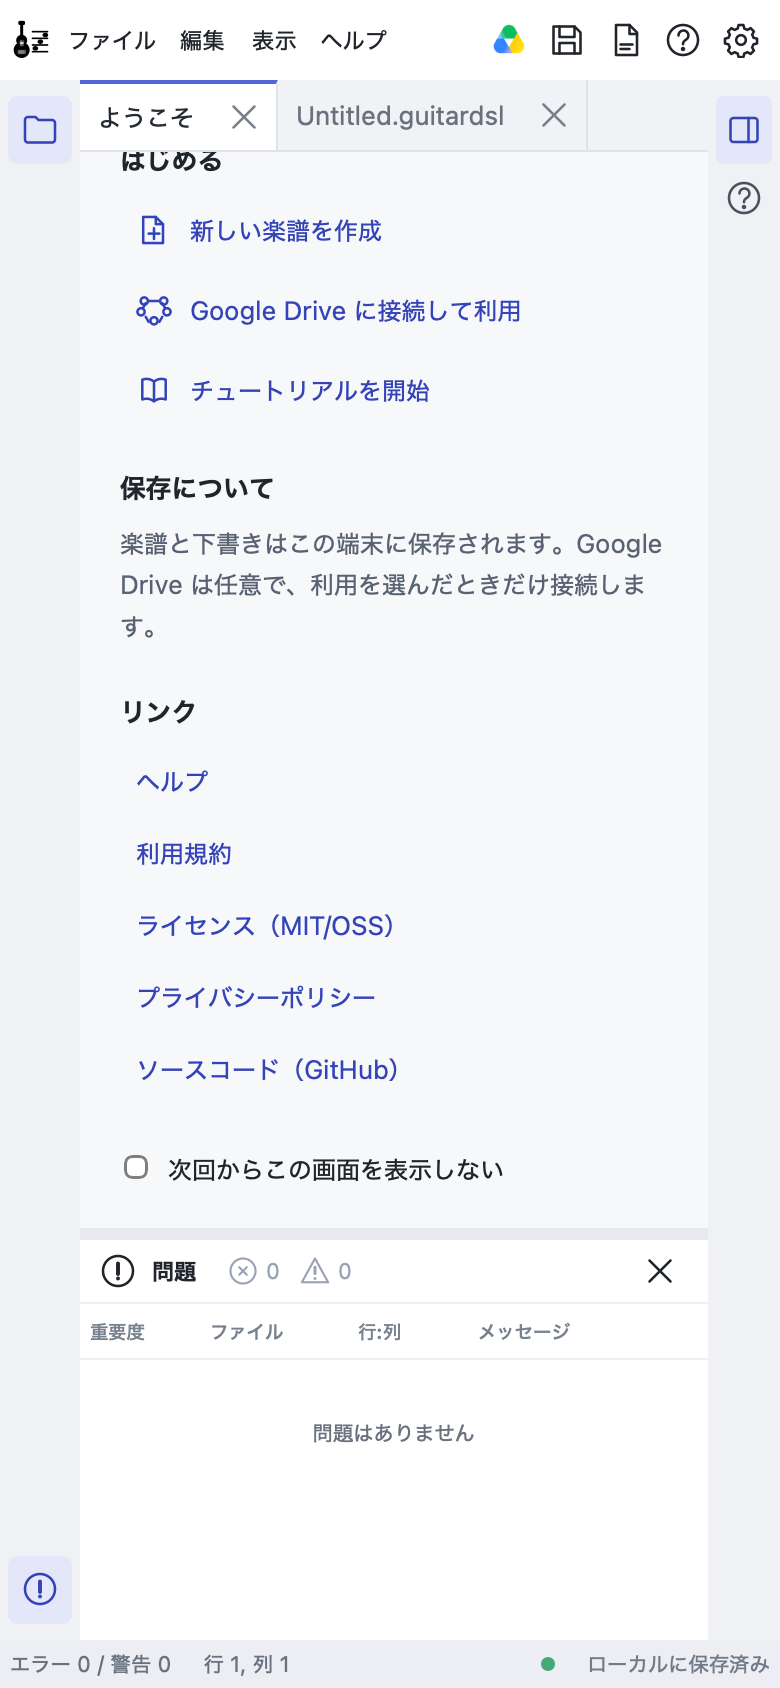 ファイル 編集 表示 ヘルプ
ようこそ Untitled.guitardsl
はじめる
新しい楽譜を作成
Google Drive に接続して利用
チュートリアルを開始
保存について
楽譜と下書きはこの端末に保存されます。Google
Drive は任意で、利用を選んだときだけ接続しま
す。
リンク
ヘルプ
利用規約
ライセンス（MIT/OSS）
プライバシーポリシー
ソースコード（GitHub）
次回からこの画面を表示しない
問題 0 0
重要度 ファイル 行:列 メッセージ
問題はありません
エラー 0 / 警告 0 行 1, 列 1 ローカルに保存済み